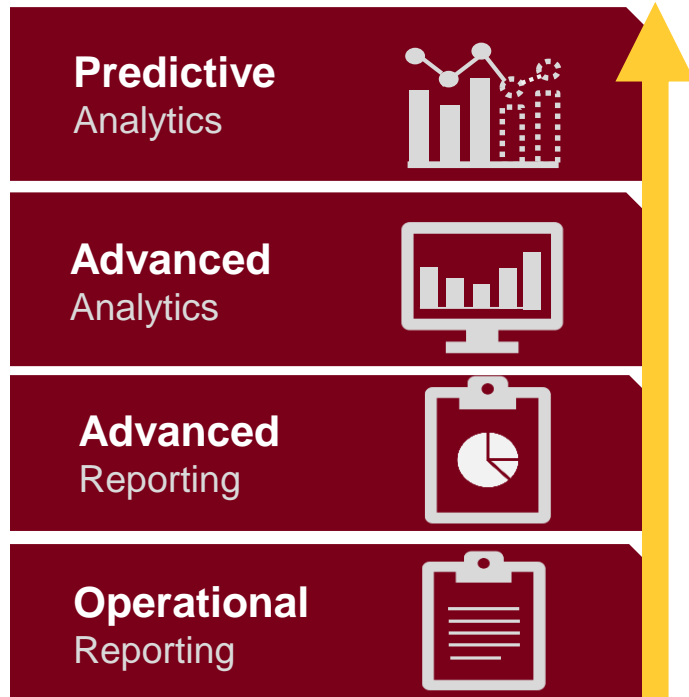 Predictive
Analytics
Advanced
Analytics
Advanced
Reporting
Operational
Reporting